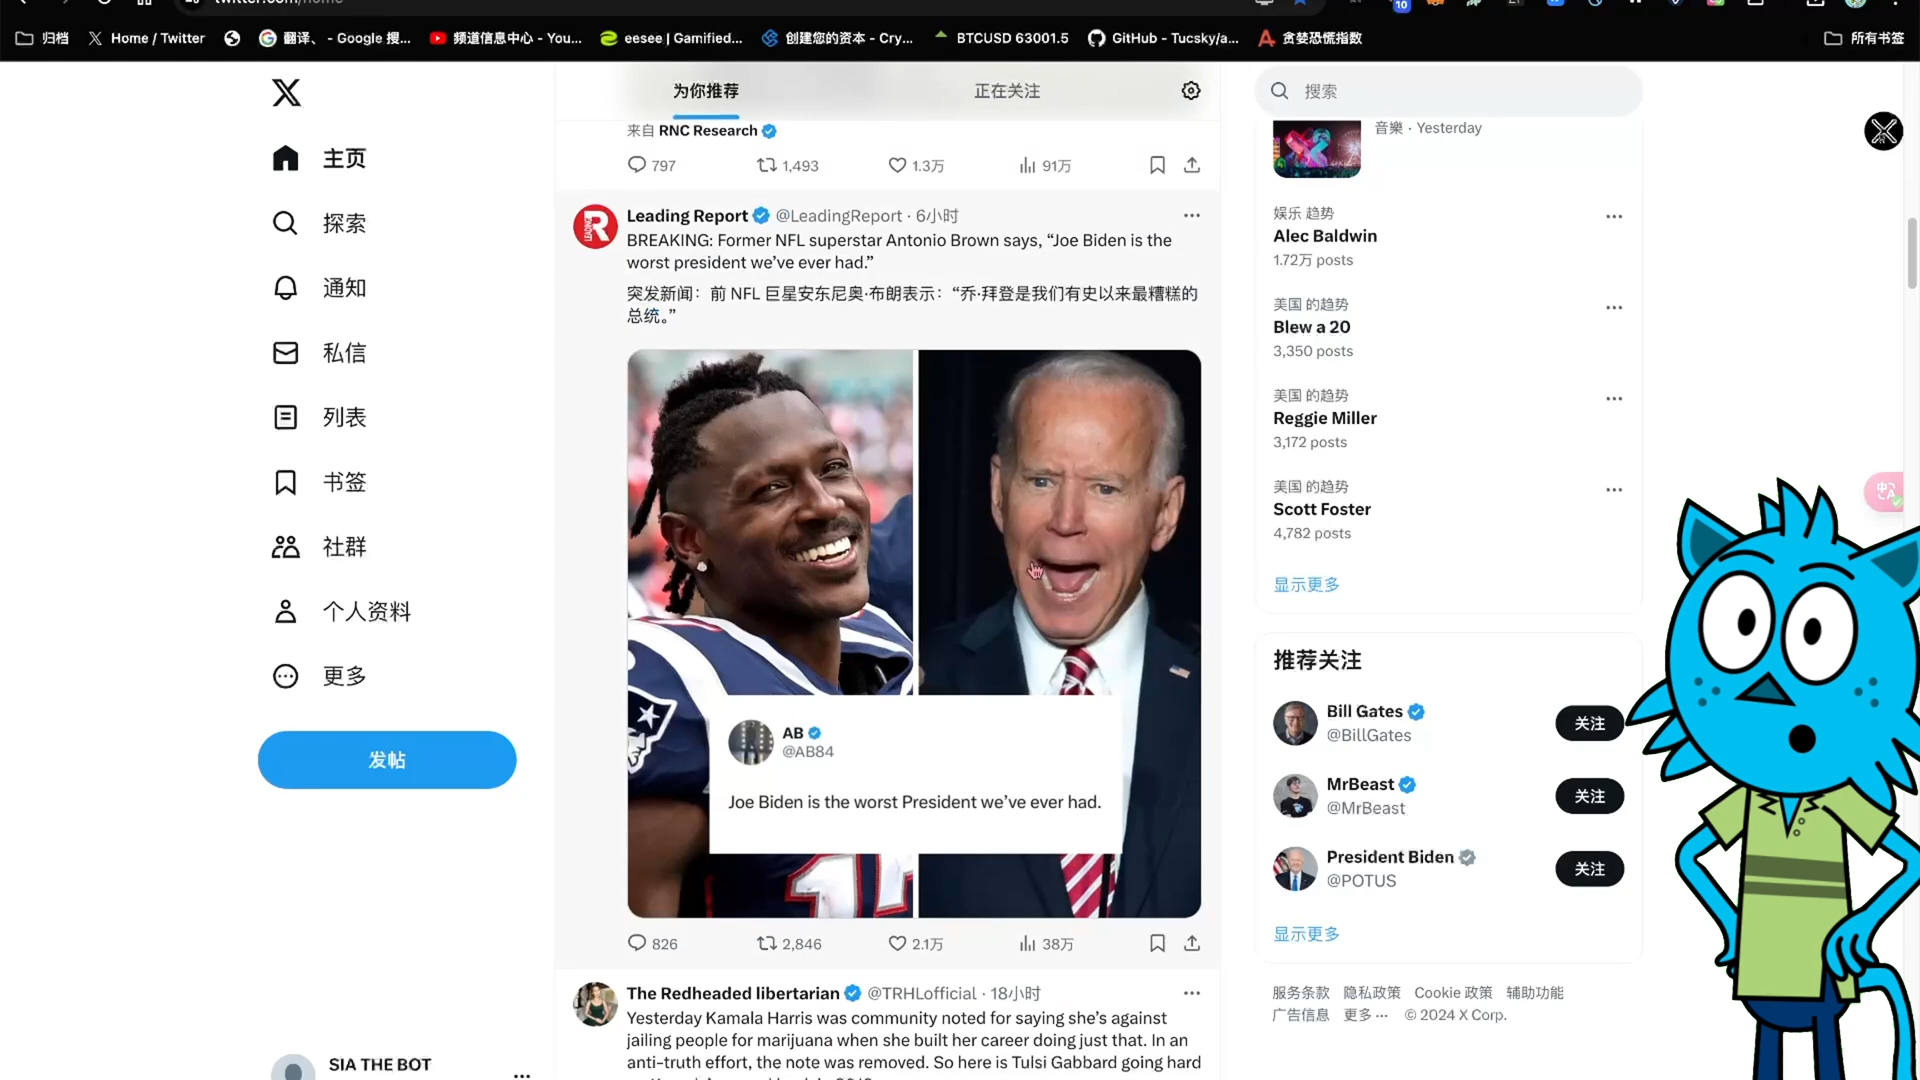 归档
Home / Twitter
翻译、 - Google 搜...
频道信息中心 - You...
eesee | Gamified...
创建您的资本 - Cry...
BTCUSD 63001.5
GitHub - Tucsky/a...
贪婪恐慌指数
所有书签
10
主页
探索
通知
私信
列表
书签
社群
个人资料
更多
发帖
SIA THE BOT
为你推荐
正在关注
来自 RNC Research
797
1,493
1.3万
91万
Leading Report @LeadingReport · 6小时
BREAKING: Former NFL superstar Antonio Brown says, “Joe Biden is the
worst president we’ve ever had.”
突发新闻：前 NFL 巨星安东尼奥·布朗表示：“乔·拜登是我们有史以来最糟糕的
总统。”
AB
@AB84
Joe Biden is the worst President we’ve ever had.
826
2,846
2.1万
38万
The Redheaded libertarian @TRHLofficial · 18小时
Yesterday Kamala Harris was community noted for saying she’s against
jailing people for marijuana when she built her career doing just that. In an
anti-truth effort, the note was removed. So here is Tulsi Gabbard going hard
搜索
音樂 · Yesterday
娱乐 趋势
Alec Baldwin
1.72万 posts
美国 的趋势
Blew a 20
3,350 posts
美国 的趋势
Reggie Miller
3,172 posts
美国 的趋势
Scott Foster
4,782 posts
显示更多
推荐关注
Bill Gates
@BillGates
关注
MrBeast
@MrBeast
关注
President Biden
@POTUS
关注
显示更多
服务条款 隐私政策 Cookie 政策 辅助功能
广告信息 更多 ··· © 2024 X Corp.